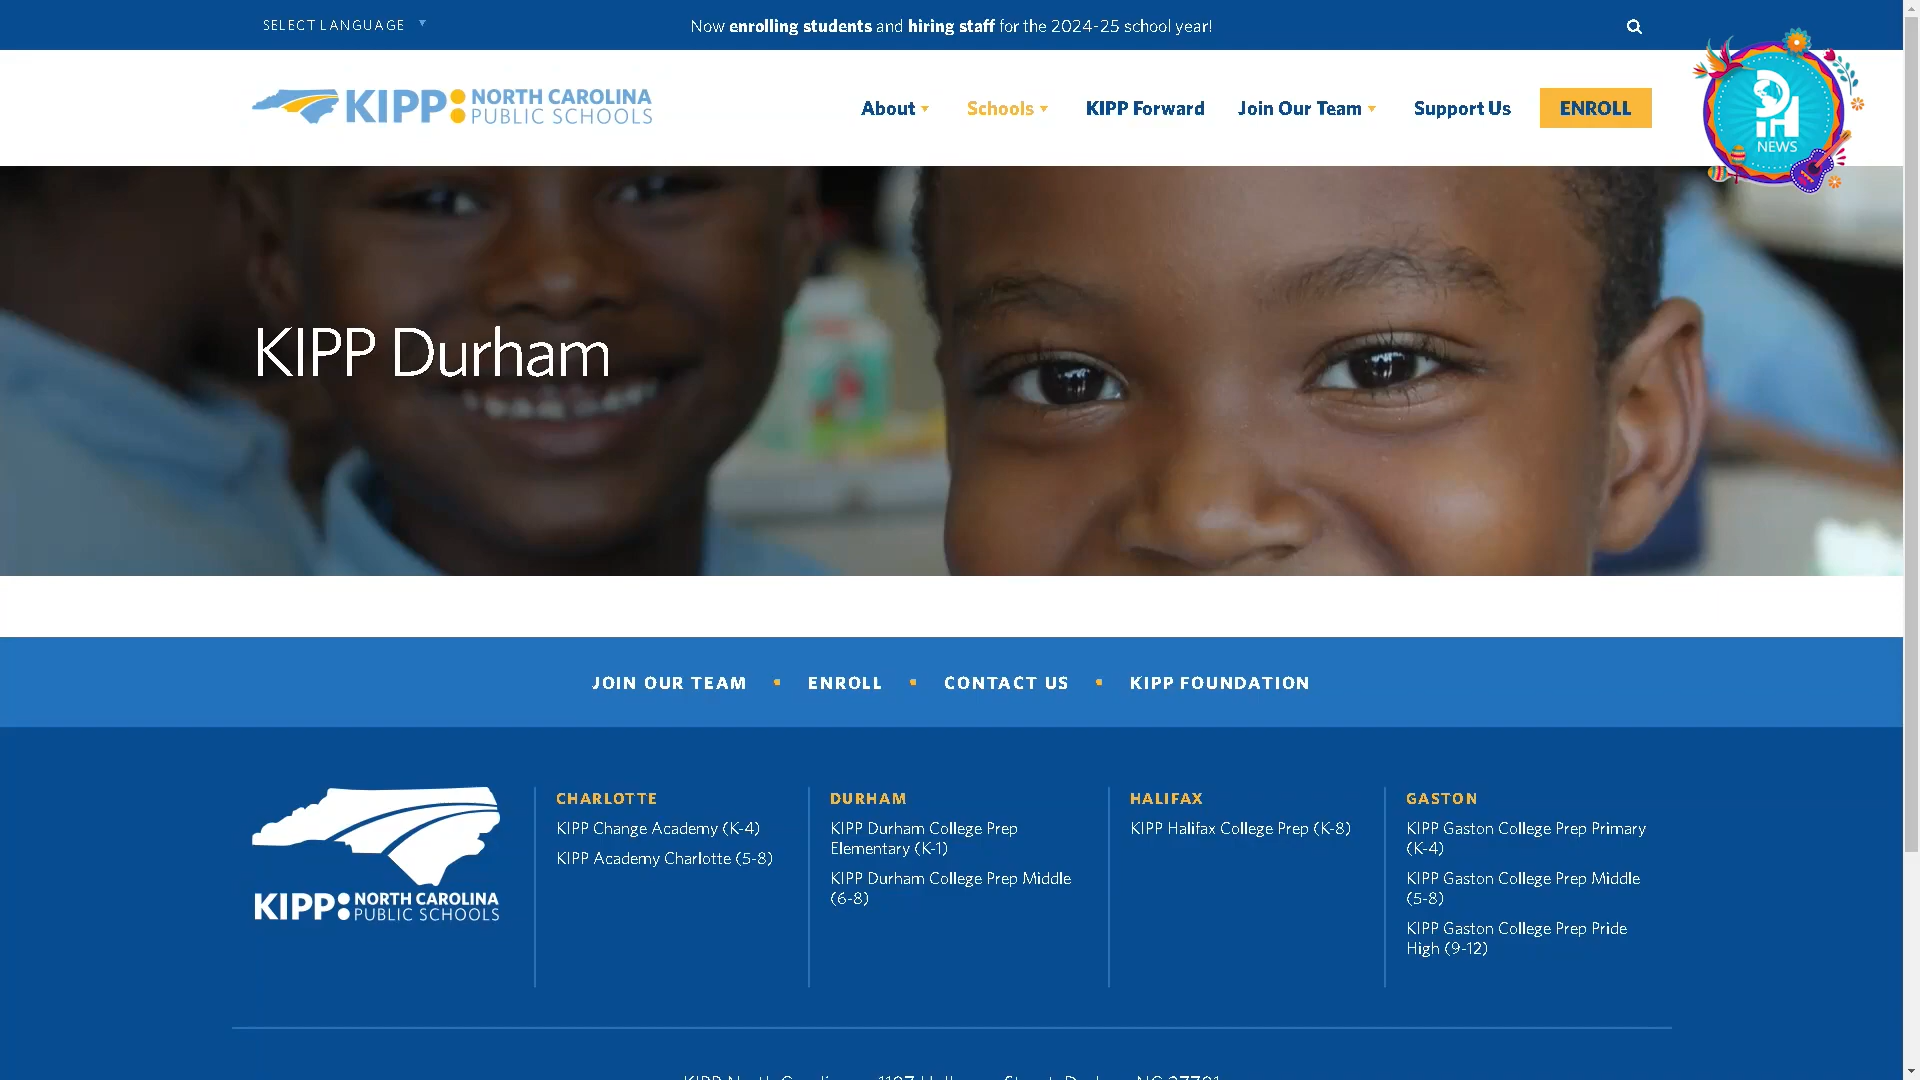 SELECT LANGUAGE
Now enrolling students and hiring staff for the 2024-25 school year!
KIPP: NORTH CAROLINA
PUBLIC SCHOOLS
About
Schools
KIPP Forward
Join Our Team
Support Us
ENROLL
NEWS
KIPP Durham
JOIN OUR TEAM
ENROLL
CONTACT US
KIPP FOUNDATION
KIPP: NORTH CAROLINA
PUBLIC SCHOOLS
CHARLOTTE
KIPP Change Academy (K-4)
KIPP Academy Charlotte (5-8)
DURHAM
KIPP Durham College Prep
Elementary (K-1)
KIPP Durham College Prep Middle
(6-8)
HALIFAX
KIPP Halifax College Prep (K-8)
GASTON
KIPP Gaston College Prep Primary
(K-4)
KIPP Gaston College Prep Middle
(5-8)
KIPP Gaston College Prep Pride
High (9-12)